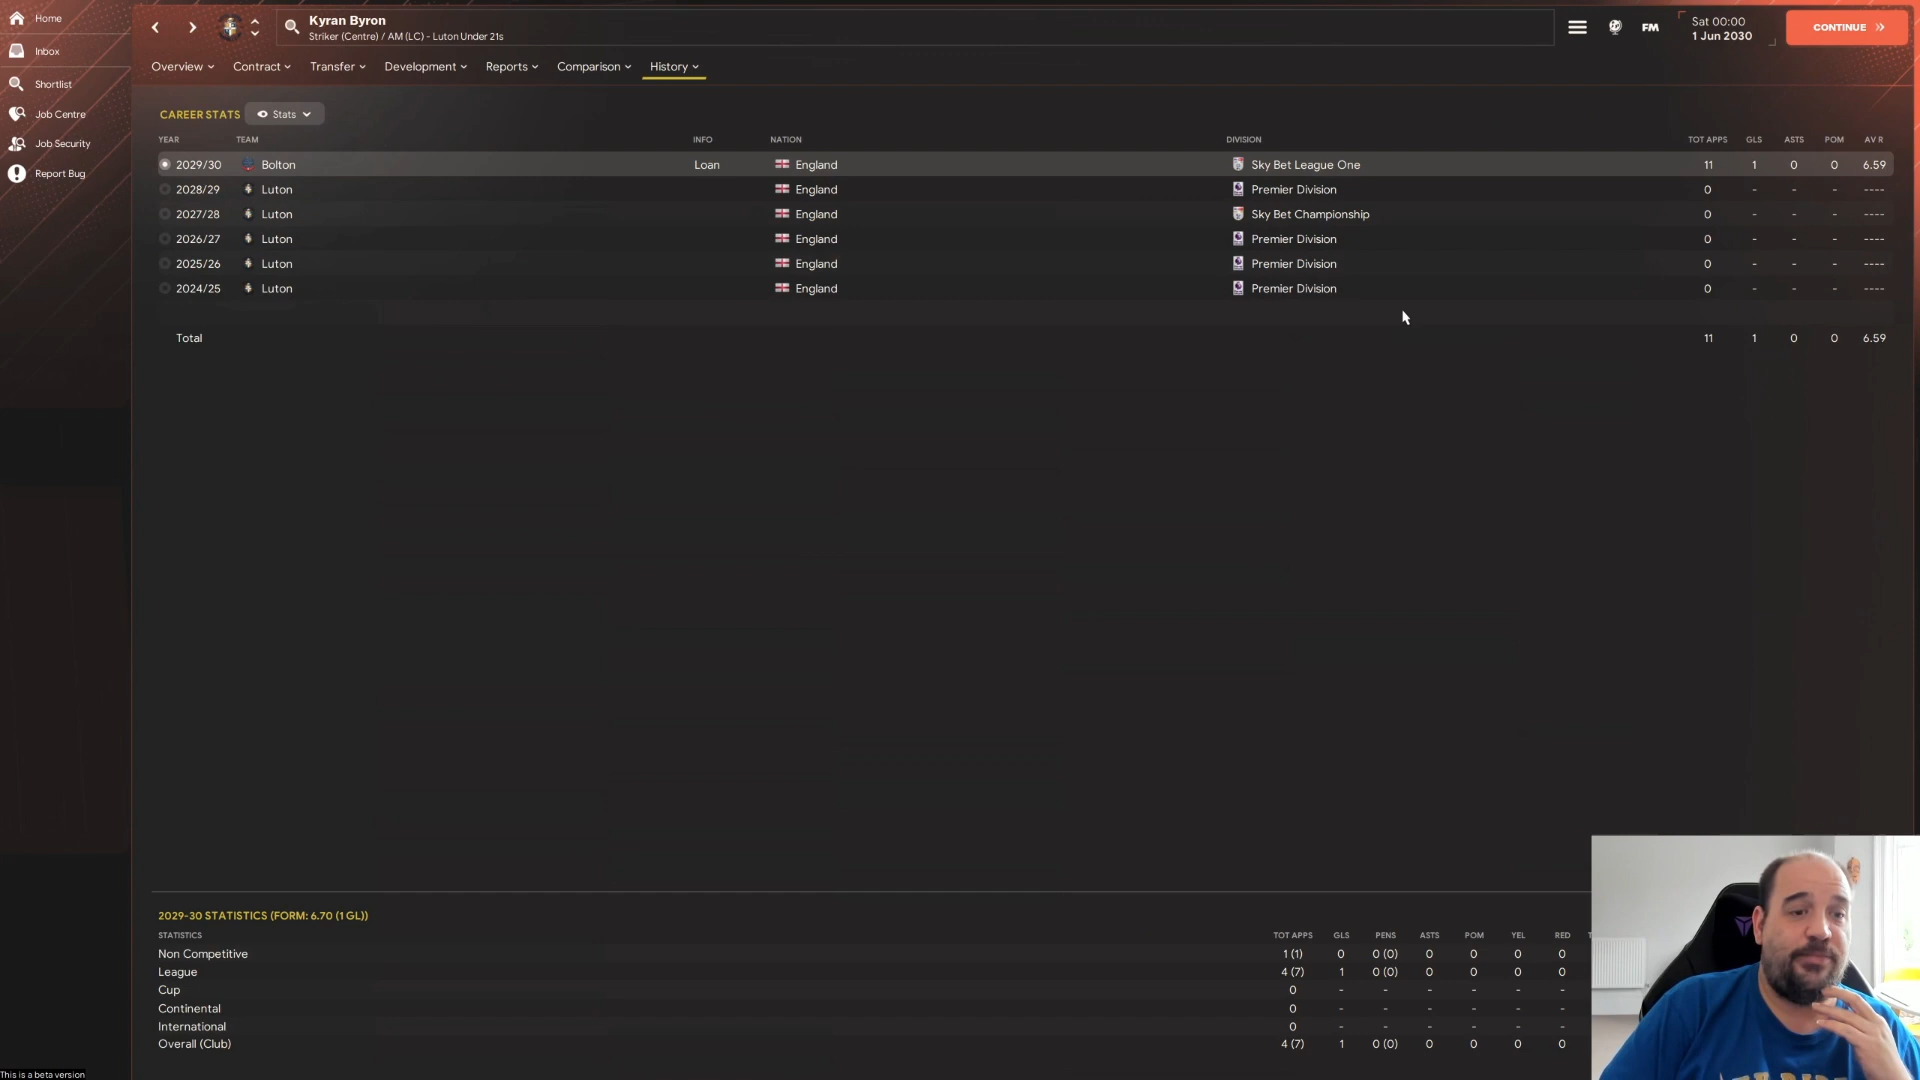 Home
Inbox
Shortlist
Job Centre
Job Security
Report Bug
Kyran Byron
Striker (Centre) / AM (LC) - Luton Under 21s
FM
Sat 00:00
1 Jun 2030
CONTINUE
Overview Contract Transfer Development Reports Comparison History
CAREER STATS Stats
YEAR TEAM INFO NATION DIVISION TOT APPS GLS ASTS POM AV R
2029/30 Bolton Loan England Sky Bet League One 11 1 0 0 6.59
2028/29 Luton England Premier Division 0 - - - ----
2027/28 Luton England Sky Bet Championship 0 - - - ----
2026/27 Luton England Premier Division 0 - - - ----
2025/26 Luton England Premier Division 0 - - - ----
2024/25 Luton England Premier Division 0 - - - ----
Total 11 1 0 0 6.59
2029-30 STATISTICS (FORM: 6.70 (1 GL))
STATISTICS TOT APPS GLS PENS ASTS POM YEL RED
Non Competitive 1 (1) 0 0 (0) 0 0 0 0
League 4 (7) 1 0 (0) 0 0 0 0
Cup 0 - - - - - -
Continental 0 - - - - - -
International 0 - - - - - -
Overall (Club) 4 (7) 1 0 (0) 0 0 0 0
This is a beta version